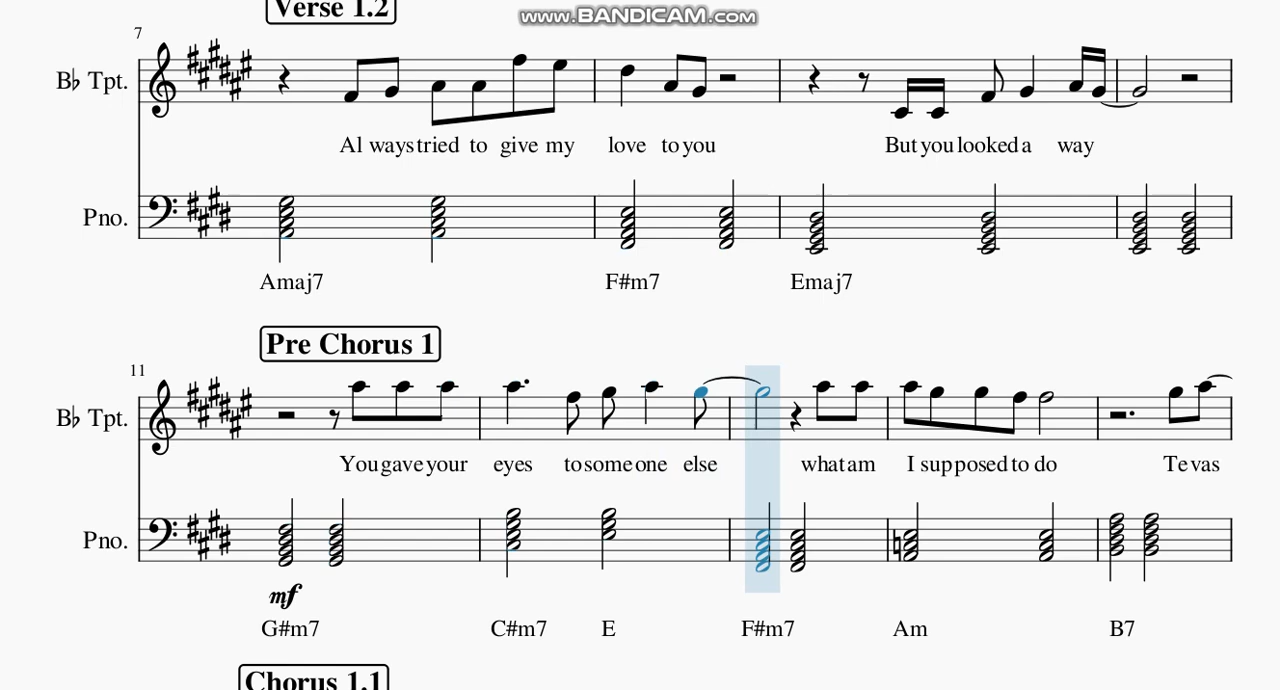 Verse 1.2
www.BANDICAM.com
7
B♭ Tpt.
Al ways tried to give my love to you But you looked a way
Pno.
Amaj7 F#m7 Emaj7
Pre Chorus 1
11
B♭ Tpt.
You gave your eyes to some one else what am I sup posed to do Te vas
Pno.
mf
G#m7 C#m7 E F#m7 Am B7
Chorus 1.1